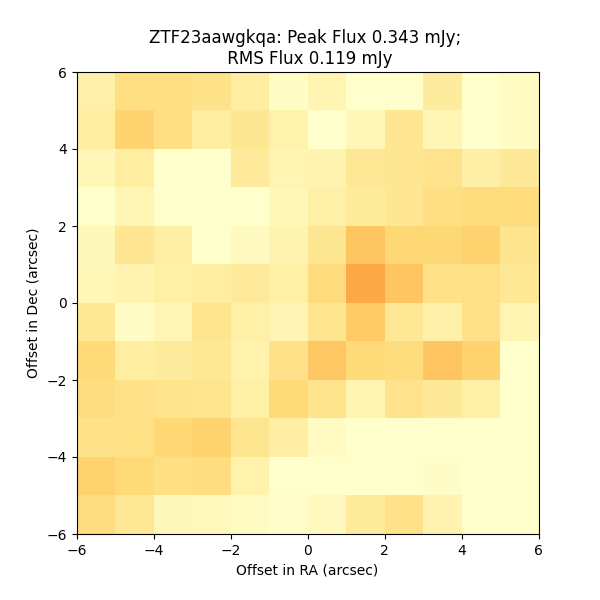 ZTF23aawgkqa: Peak Flux 0.343 mJy;
RMS Flux 0.119 mJy
6
4
2
0
−2
−4
−6
Offset in Dec (arcsec)
−6 −4 −2 0 2 4 6
Offset in RA (arcsec)